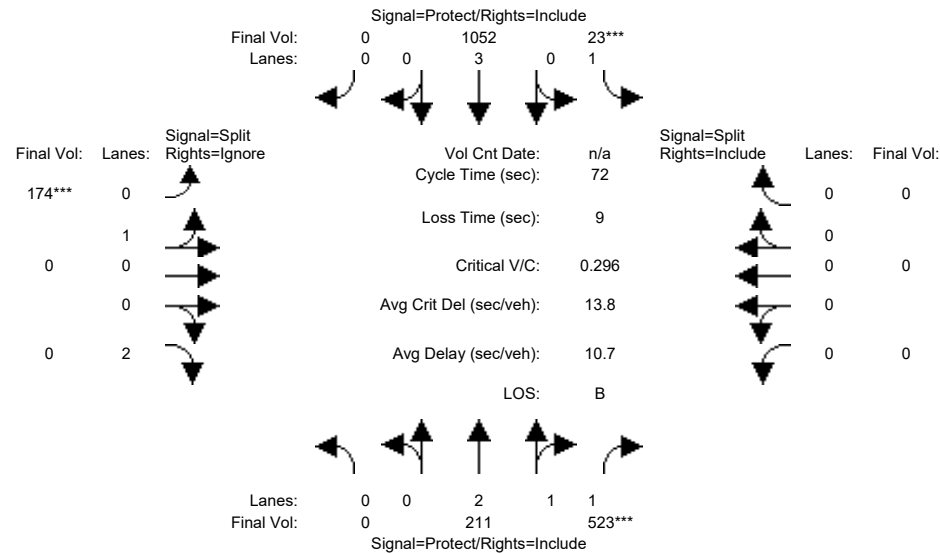 Signal=Protect/Rights=Include
Final Vol: 0 1052 23***
Lanes: 0 0 3 0 1
Signal=Split Signal=Split
Final Vol: Lanes: Rights=Ignore Vol Cnt Date: n/a Rights=Include Lanes: Final Vol:
Cycle Time (sec): 72
174*** 0 0 0
Loss Time (sec): 9
1 0
0 0 Critical V/C: 0.296 0 0
0 Avg Crit Del (sec/veh): 13.8 0
0 2 Avg Delay (sec/veh): 10.7 0 0
LOS: B
Lanes: 0 0 2 1 1
Final Vol: 0 211 523***
Signal=Protect/Rights=Include